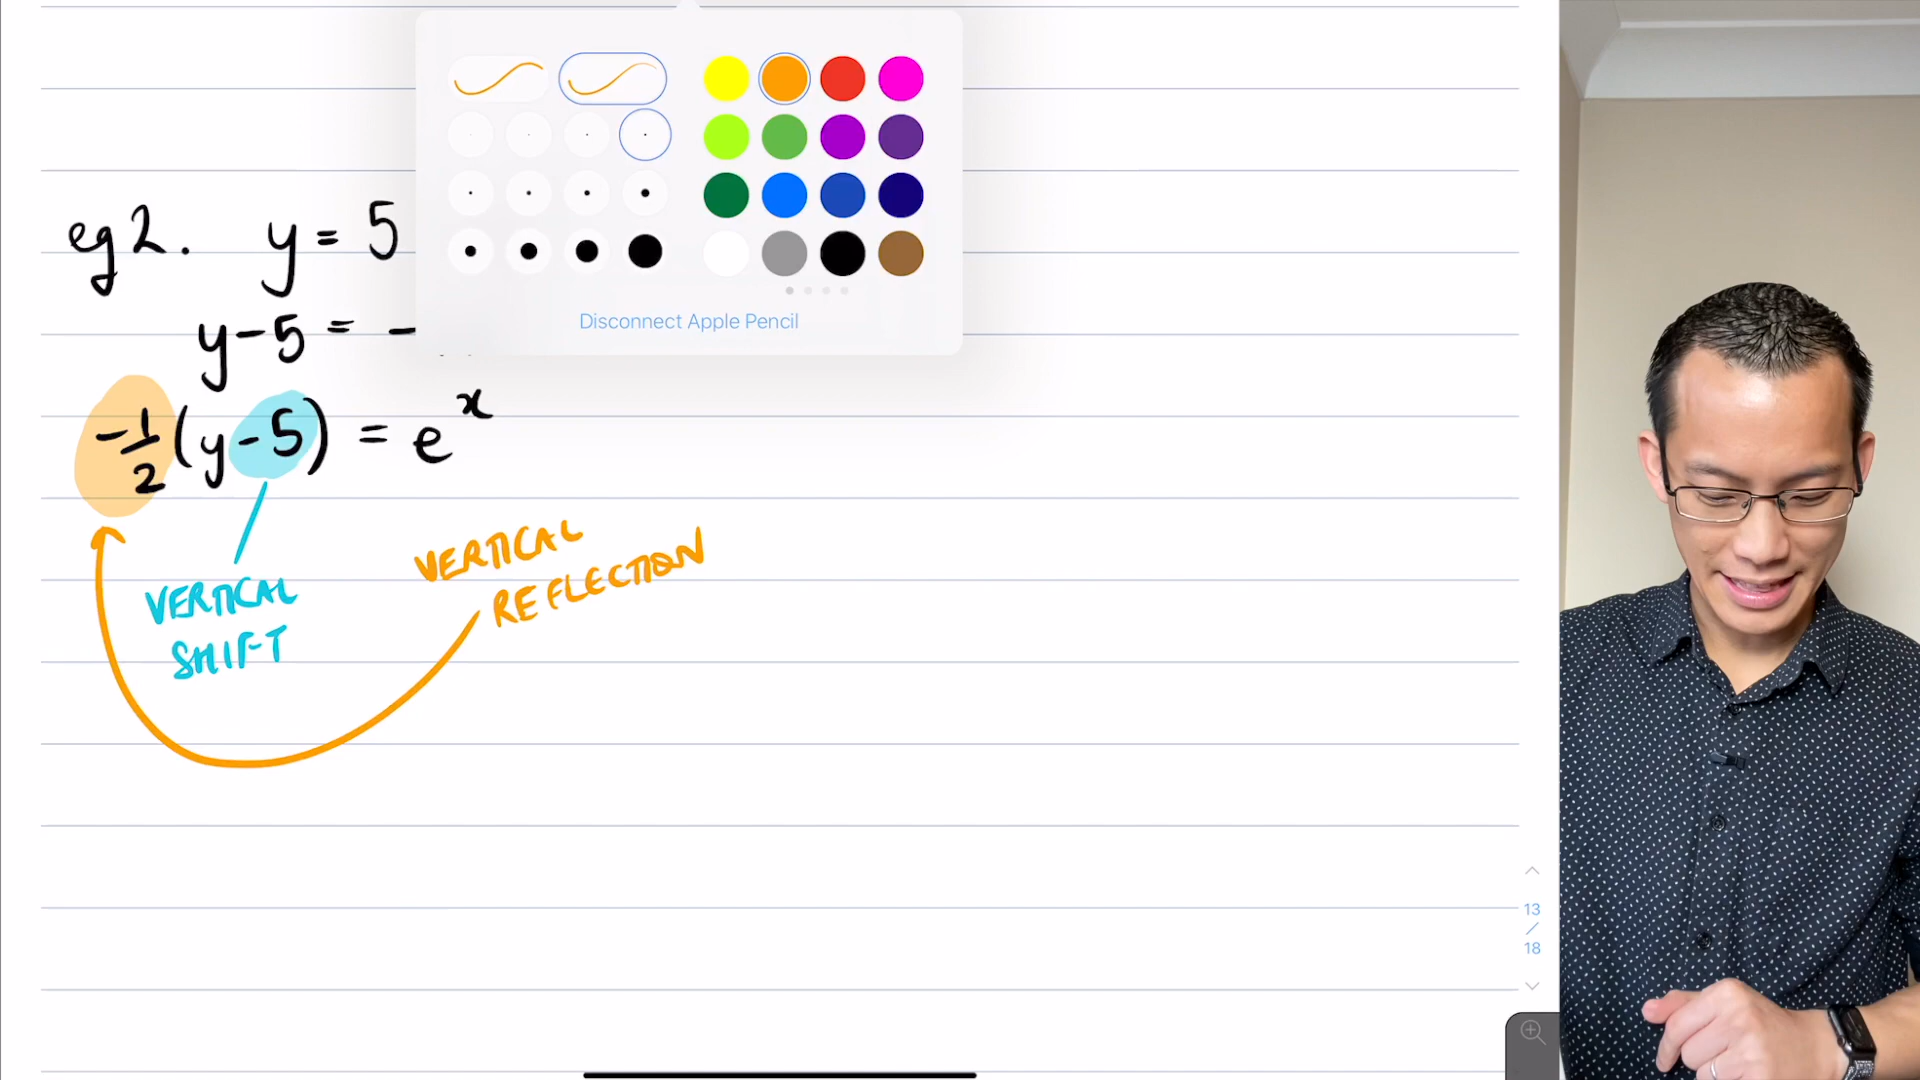 eg 2. y = 5
y - 5 = -
-1/2 (y - 5) = e^x
VERTICAL
SHIFT
VERTICAL
REFLECTION
Disconnect Apple Pencil
13
/
18